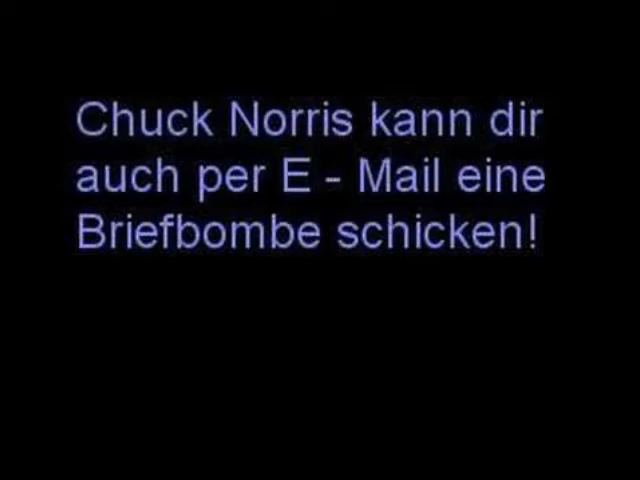 Chuck Norris kann dir
auch per E - Mail eine
Briefbombe schicken!